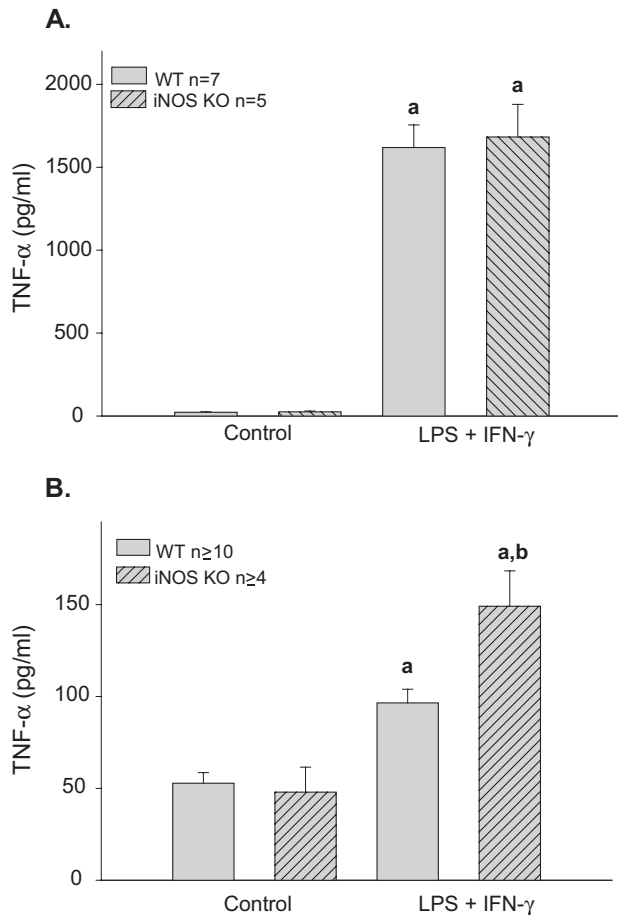 A.
WT n=7
iNOS KO n=5
a
a
2000
1500
1000
500
0
TNF-α (pg/ml)
Control
LPS + IFN-γ
B.
WT n≥10
iNOS KO n≥4
a,b
a
150
100
50
0
TNF-α (pg/ml)
Control
LPS + IFN-γ